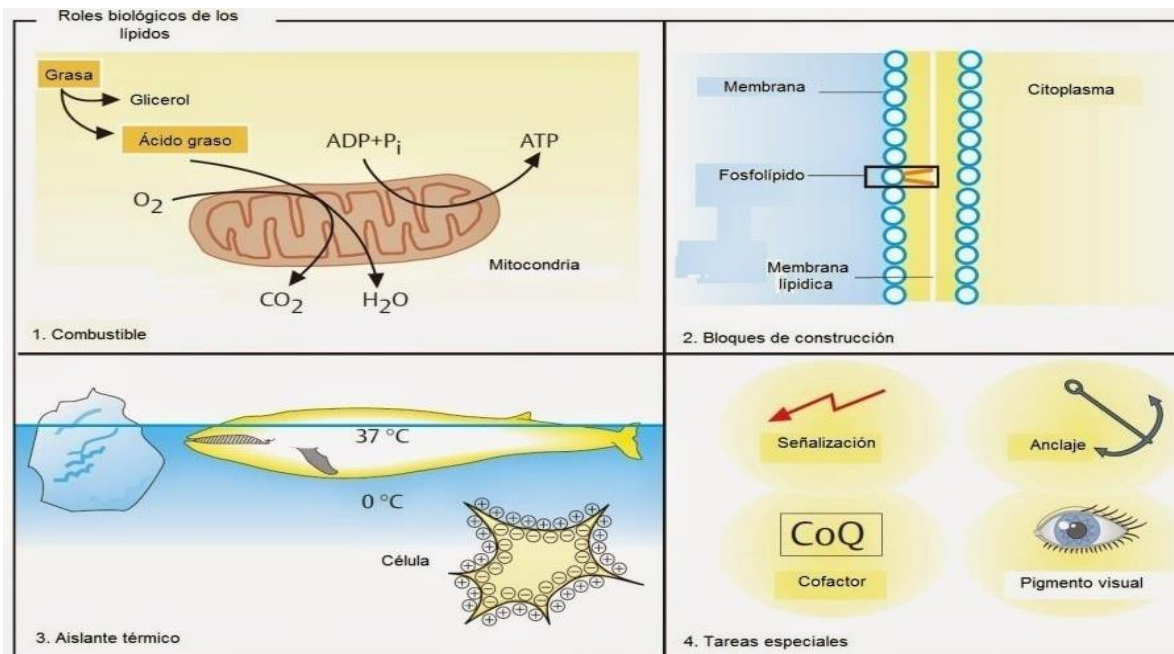 Roles biológicos de los
lípidos
Grasa
Glicerol
Ácido graso
ADP+Pi
ATP
O2
Mitocondria
CO2
H2O
1. Combustible
Membrana
Citoplasma
Fosfolípido
Membrana
lípidica
2. Bloques de construcción
37 °C
0 °C
Célula
3. Aislante térmico
Señalización
Anclaje
CoQ
Cofactor
Pigmento visual
4. Tareas especiales